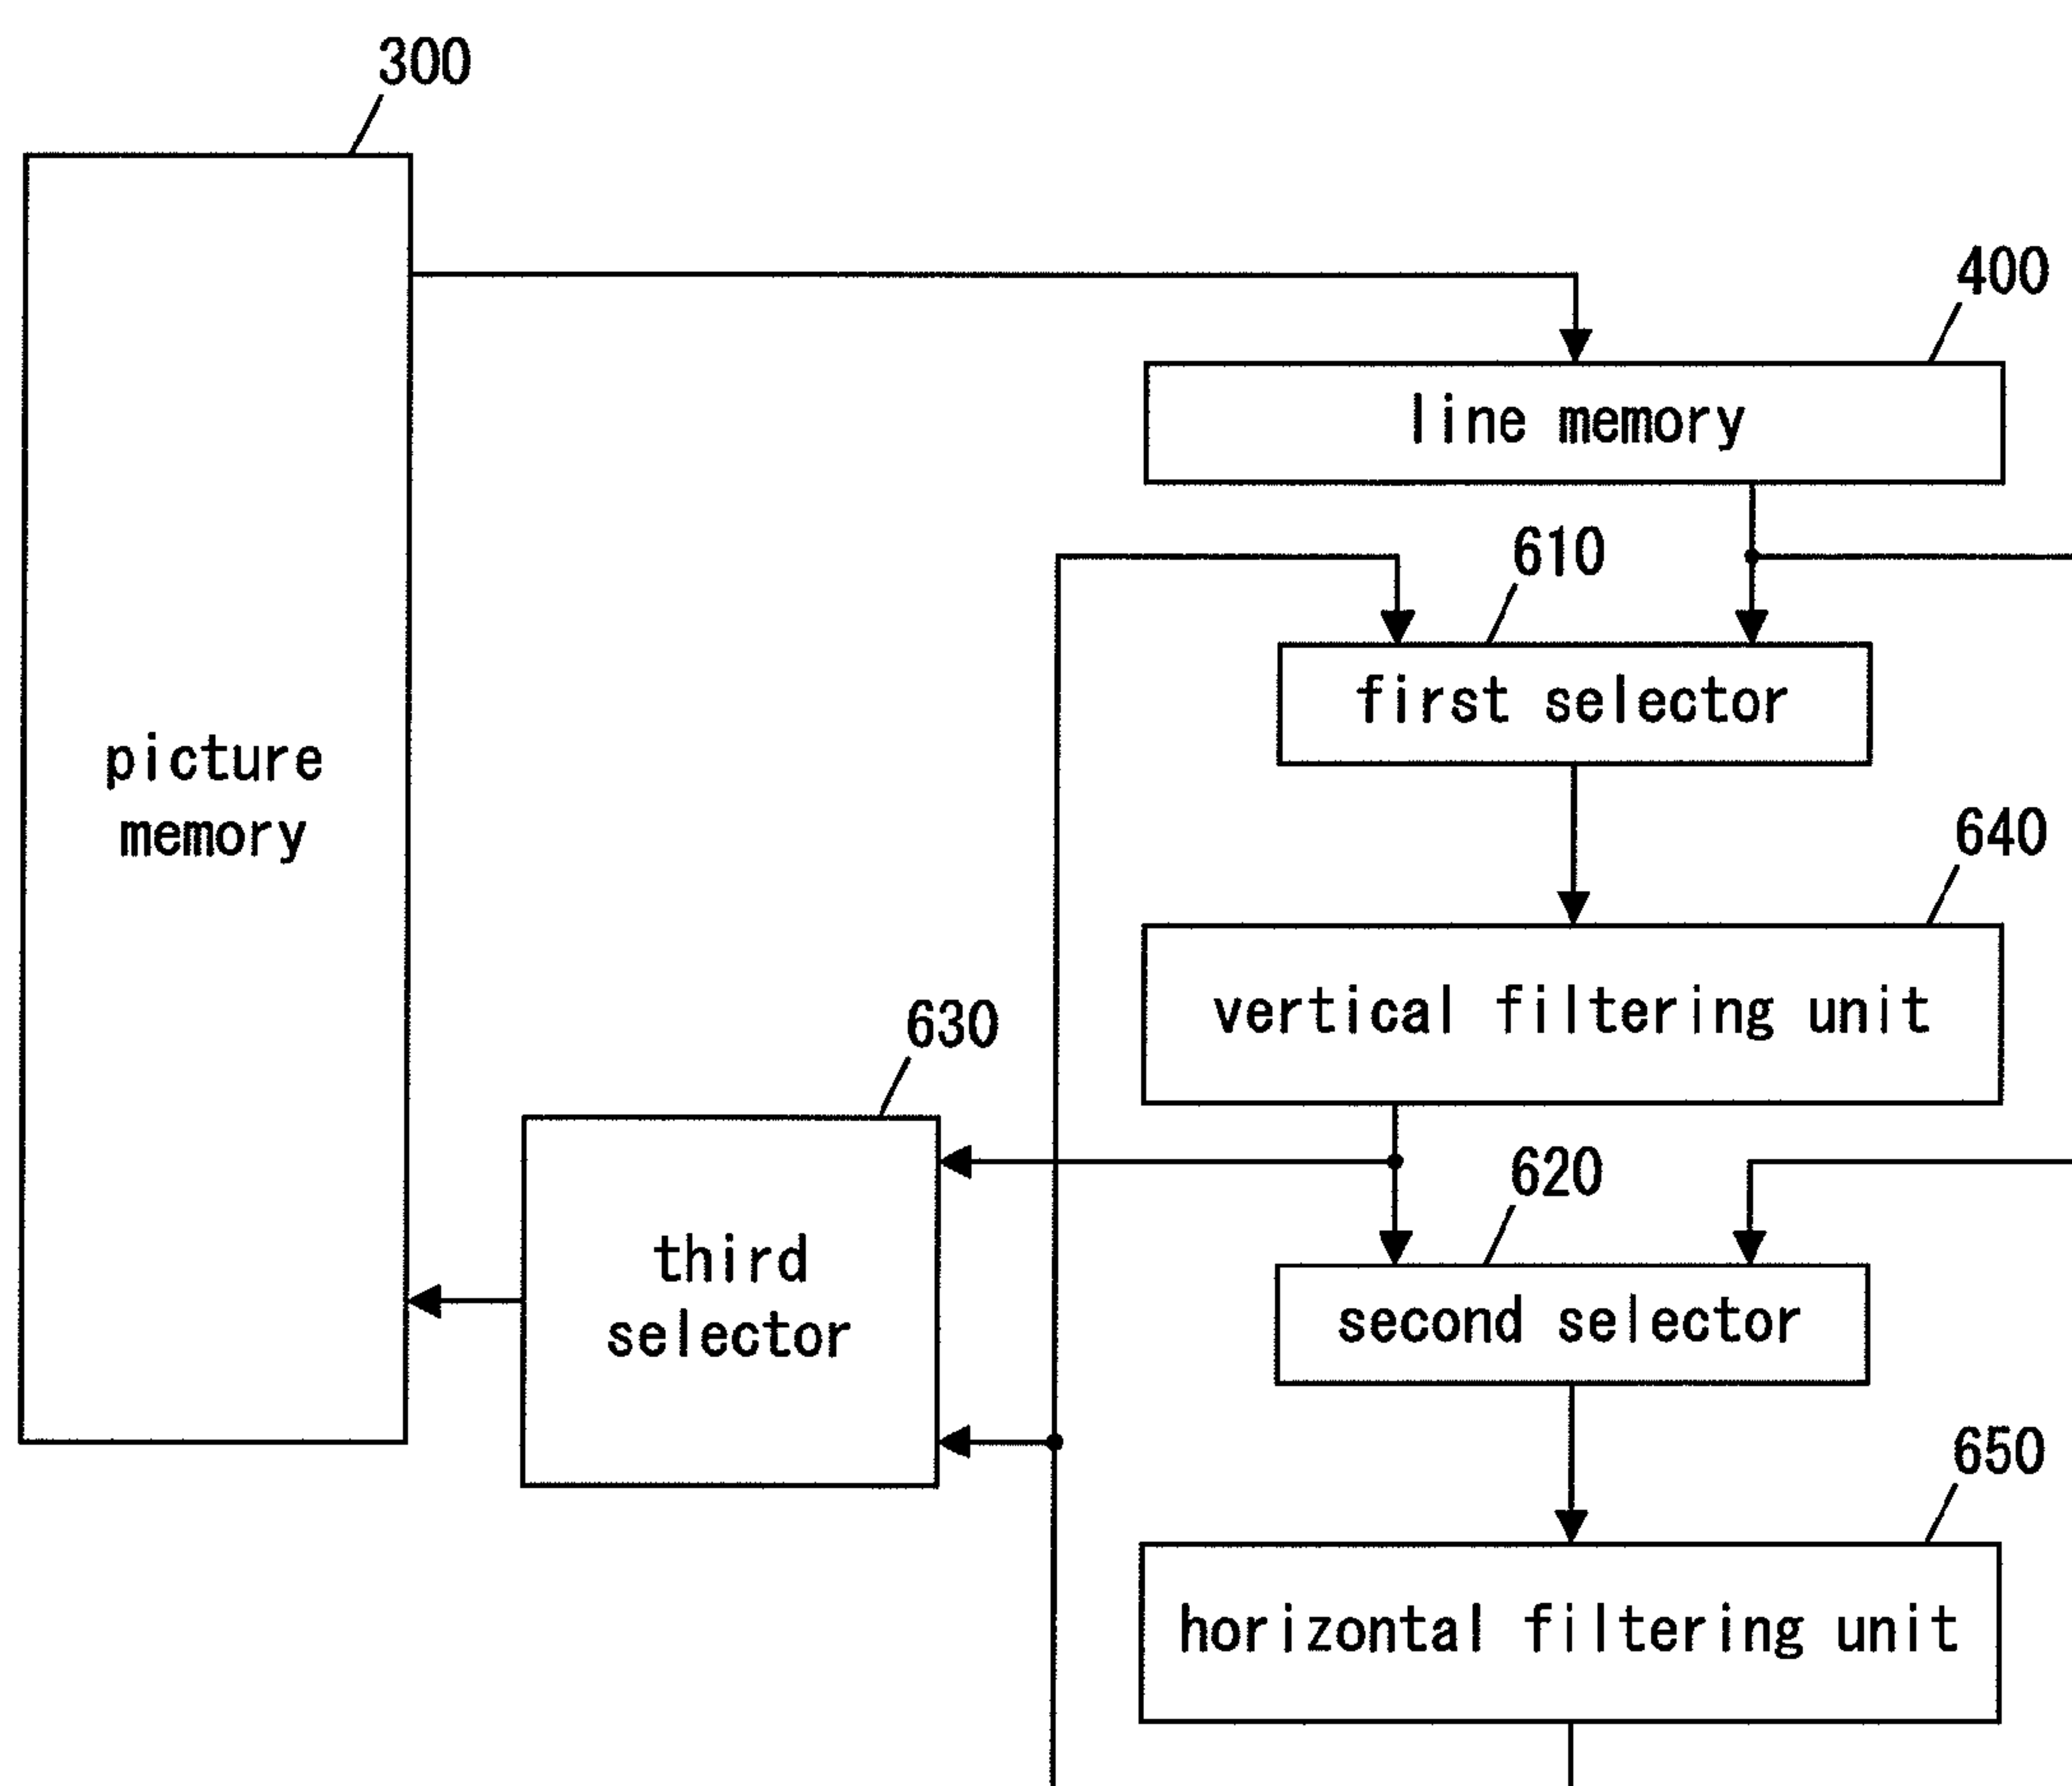 300
400
line memory
610
first selector
picture
memory
640
vertical filtering unit
630
620
third
selector
second selector
650
horizontal filtering unit